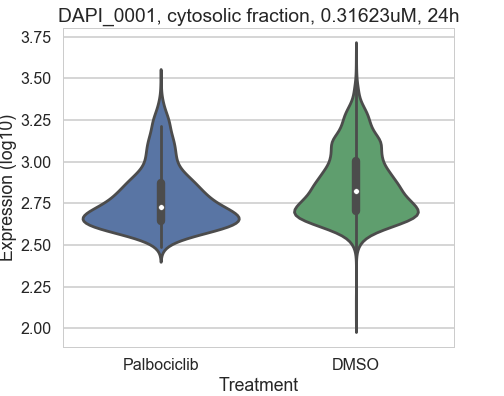 DAPI_0001, cytosolic fraction, 0.31623uM, 24h
3.75
3.50
3.25
3.00
2.75
2.50
2.25
2.00
Expression (log10)
Palbociclib
DMSO
Treatment